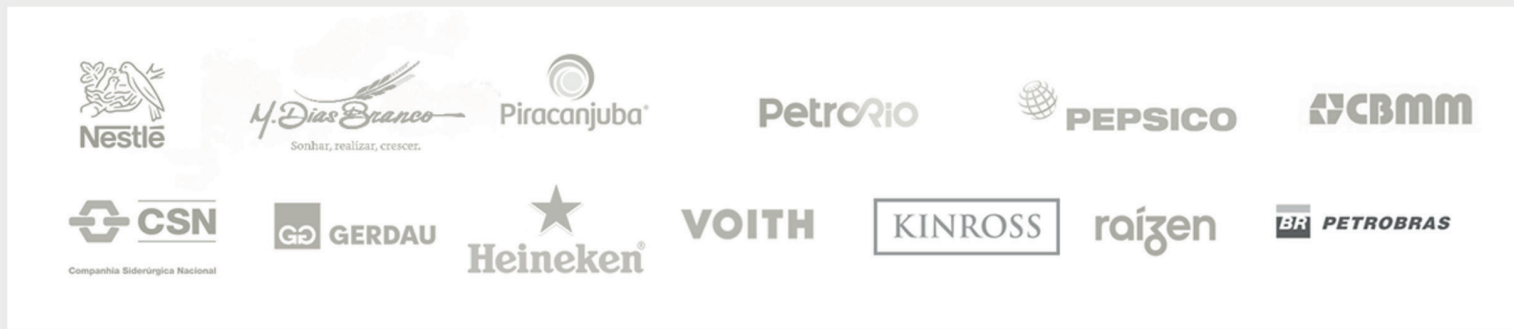 Nestlé
M. Dias Branco
Sonhar, realizar, crescer.
Piracanjuba®
PetroRio
PEPSICO
CBMM
CSN
Companhia Siderúrgica Nacional
GG GERDAU
Heineken®
VOITH
KINROSS
raízen
BR PETROBRAS